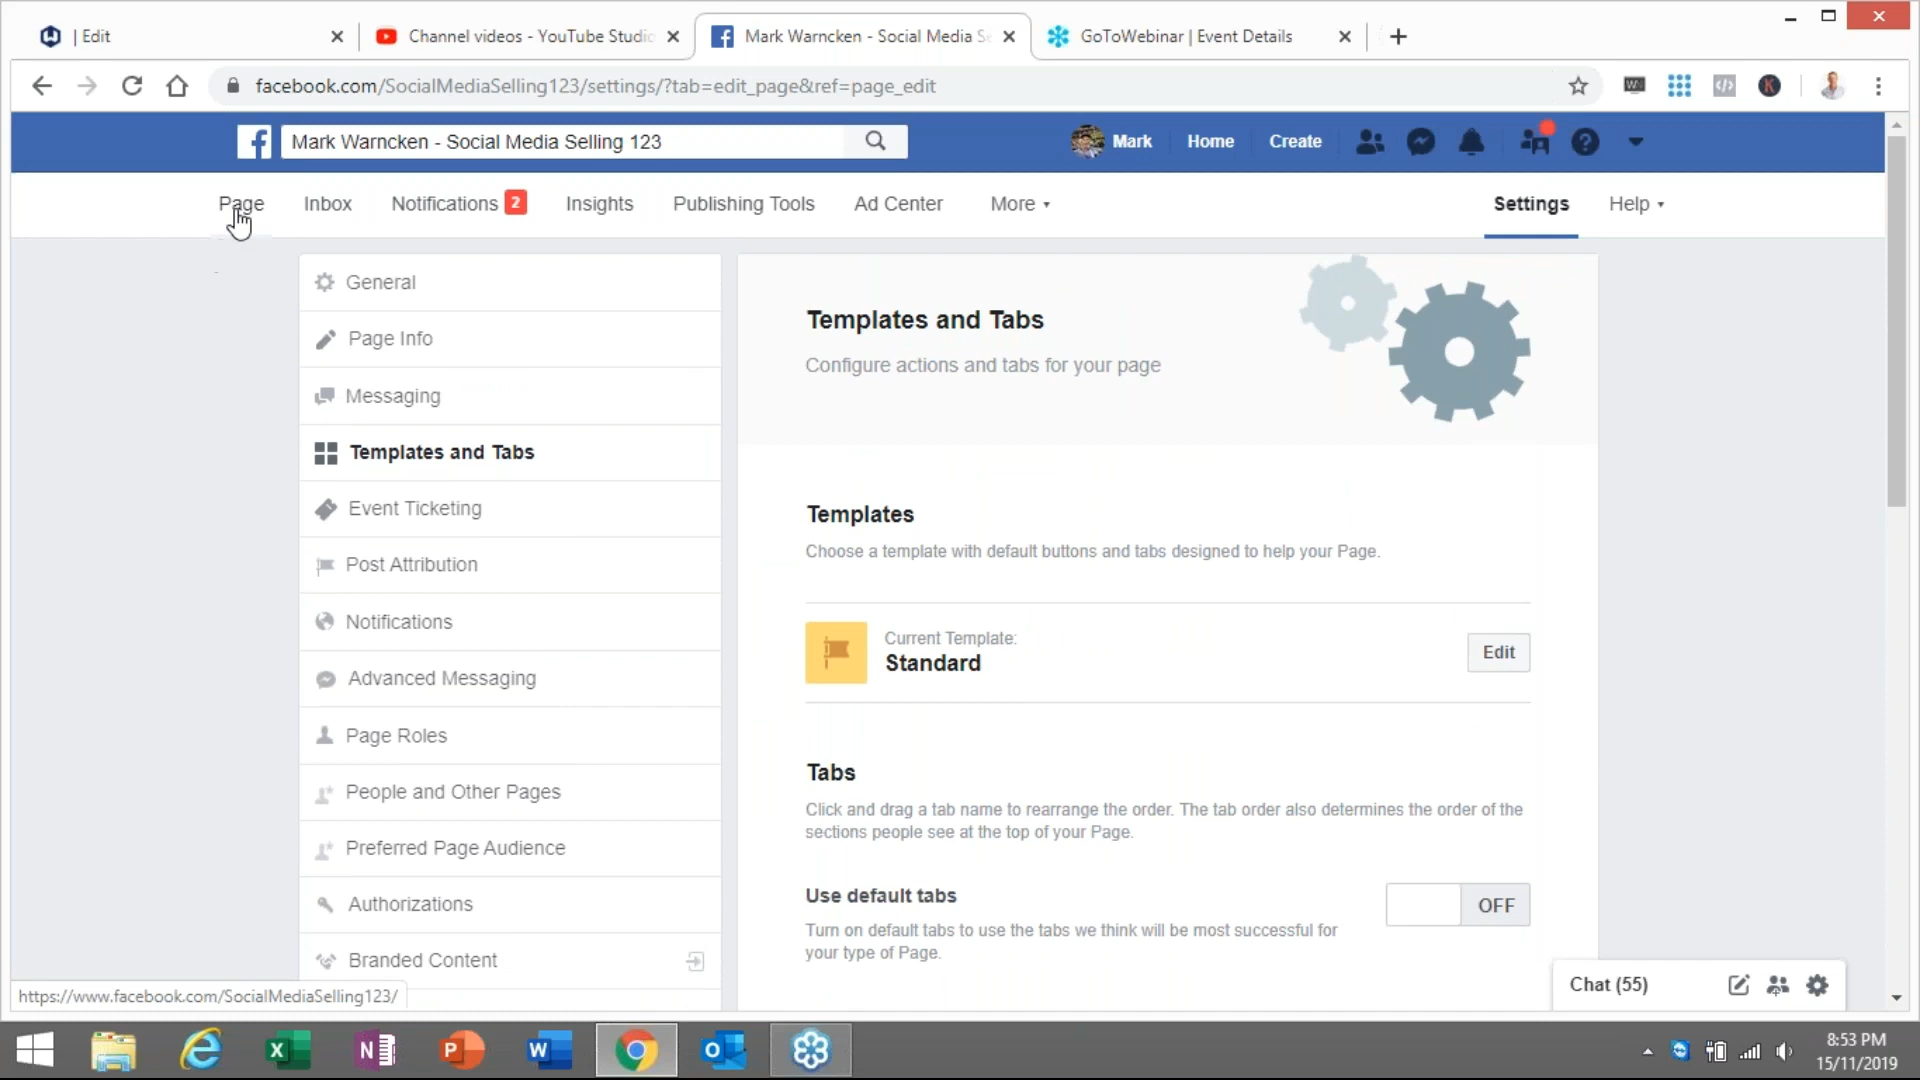 | Edit
Channel videos - YouTube Studio
Mark Warncken - Social Media S
GoToWebinar | Event Details
facebook.com/SocialMediaSelling123/settings/?tab=edit_page&ref=page_edit
Mark Warncken - Social Media Selling 123
Mark
Home
Create
Page
Inbox
Notifications 2
Insights
Publishing Tools
Ad Center
More
Settings
Help
General
Page Info
Messaging
Templates and Tabs
Event Ticketing
Post Attribution
Notifications
Advanced Messaging
Page Roles
People and Other Pages
Preferred Page Audience
Authorizations
Branded Content
Templates and Tabs
Configure actions and tabs for your page
Templates
Choose a template with default buttons and tabs designed to help your Page.
Current Template:
Standard
Edit
Tabs
Click and drag a tab name to rearrange the order. The tab order also determines the order of the
sections people see at the top of your Page.
Use default tabs
OFF
Turn on default tabs to use the tabs we think will be most successful for
your type of Page.
Chat (55)
https://www.facebook.com/SocialMediaSelling123/
8:53 PM
15/11/2019